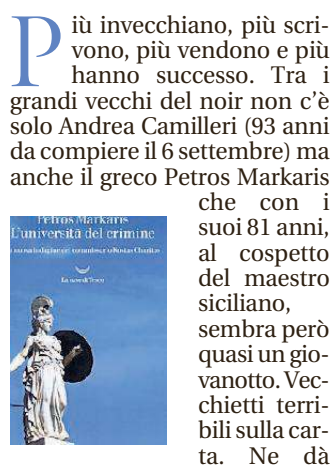 Più invecchiano, più scri-
vono, più vendono e più
hanno successo. Tra i
grandi vecchi del noir non c'è
solo Andrea Camilleri (93 anni
da compiere il 6 settembre) ma
anche il greco Petros Markaris
che con i
suoi 81 anni,
al cospetto
del maestro
siciliano,
sembra però
quasi un gio-
vanotto. Vec-
chietti terri-
bili sulla car-
ta. Ne dà
Petros Markaris
L'università del crimine
La nave di Teseo